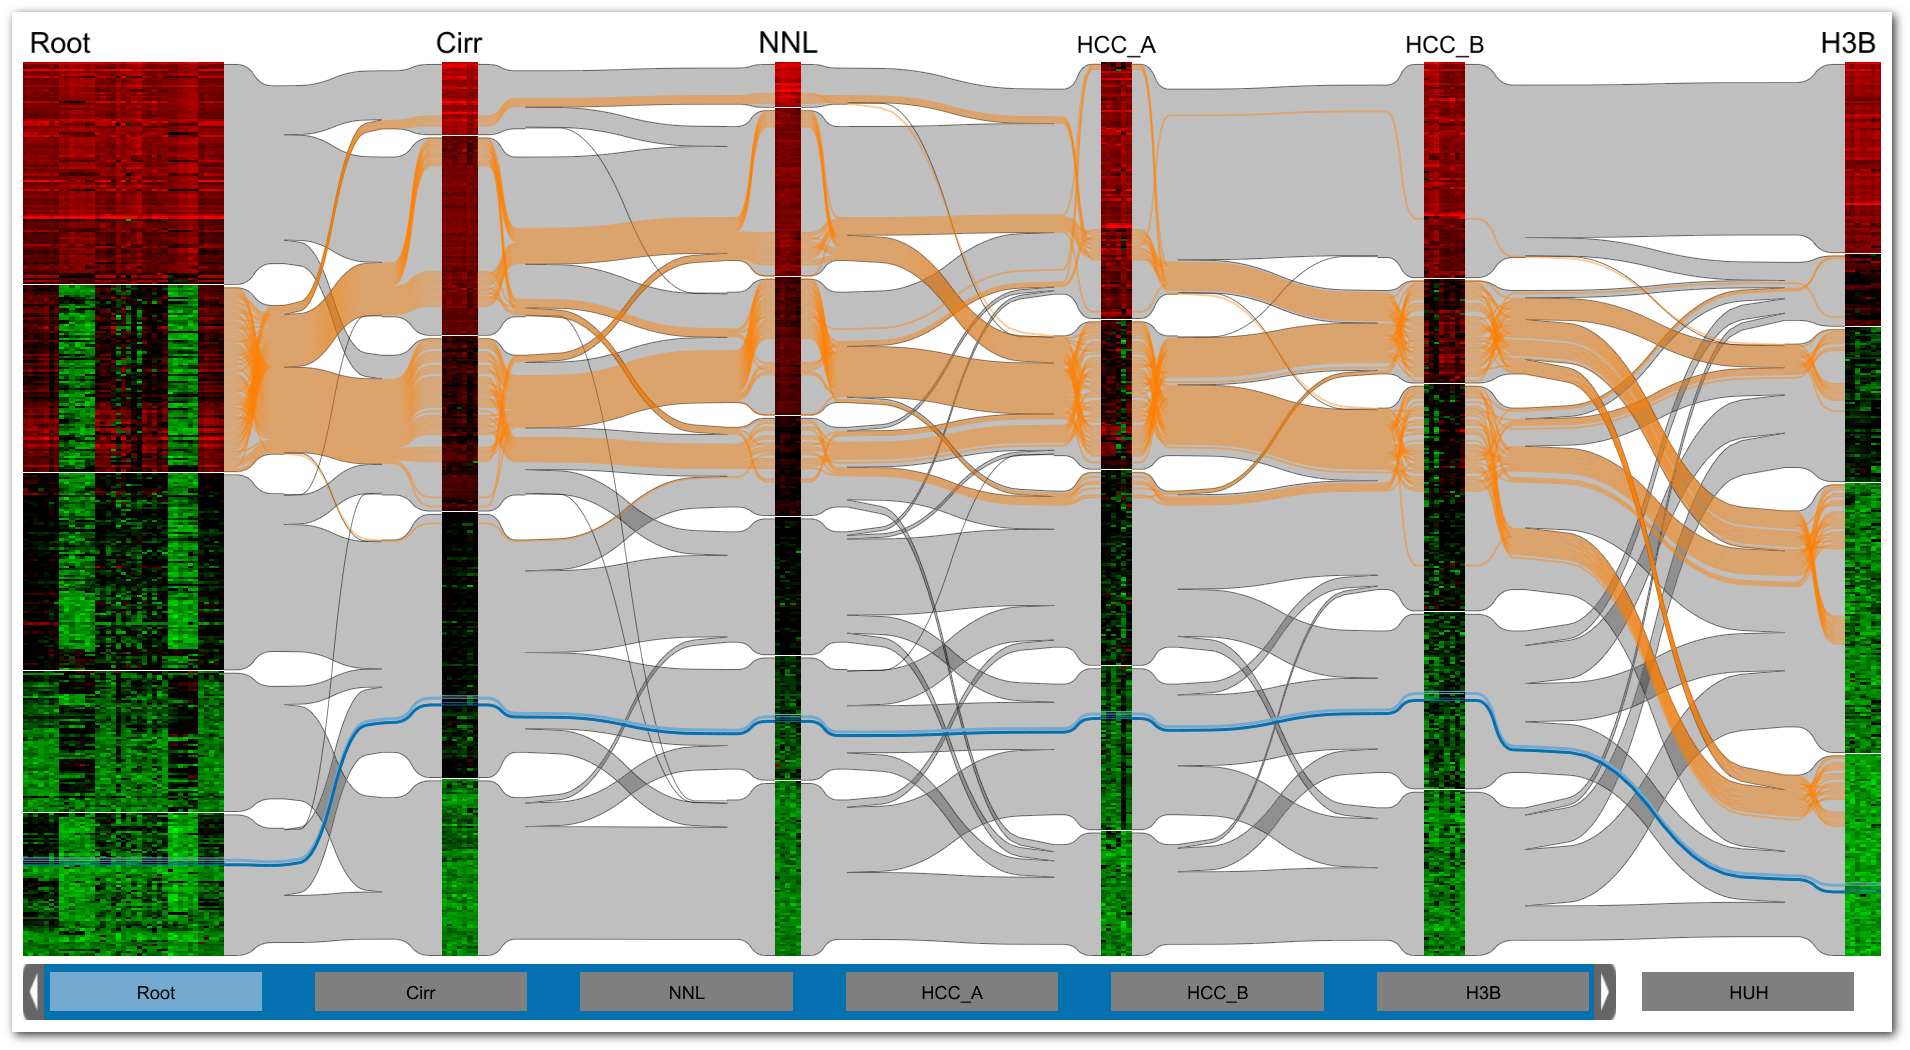 Root Cirr NNL HCC_A HCC_B H3B
Root Cirr NNL HCC_A HCC_B H3B HUH